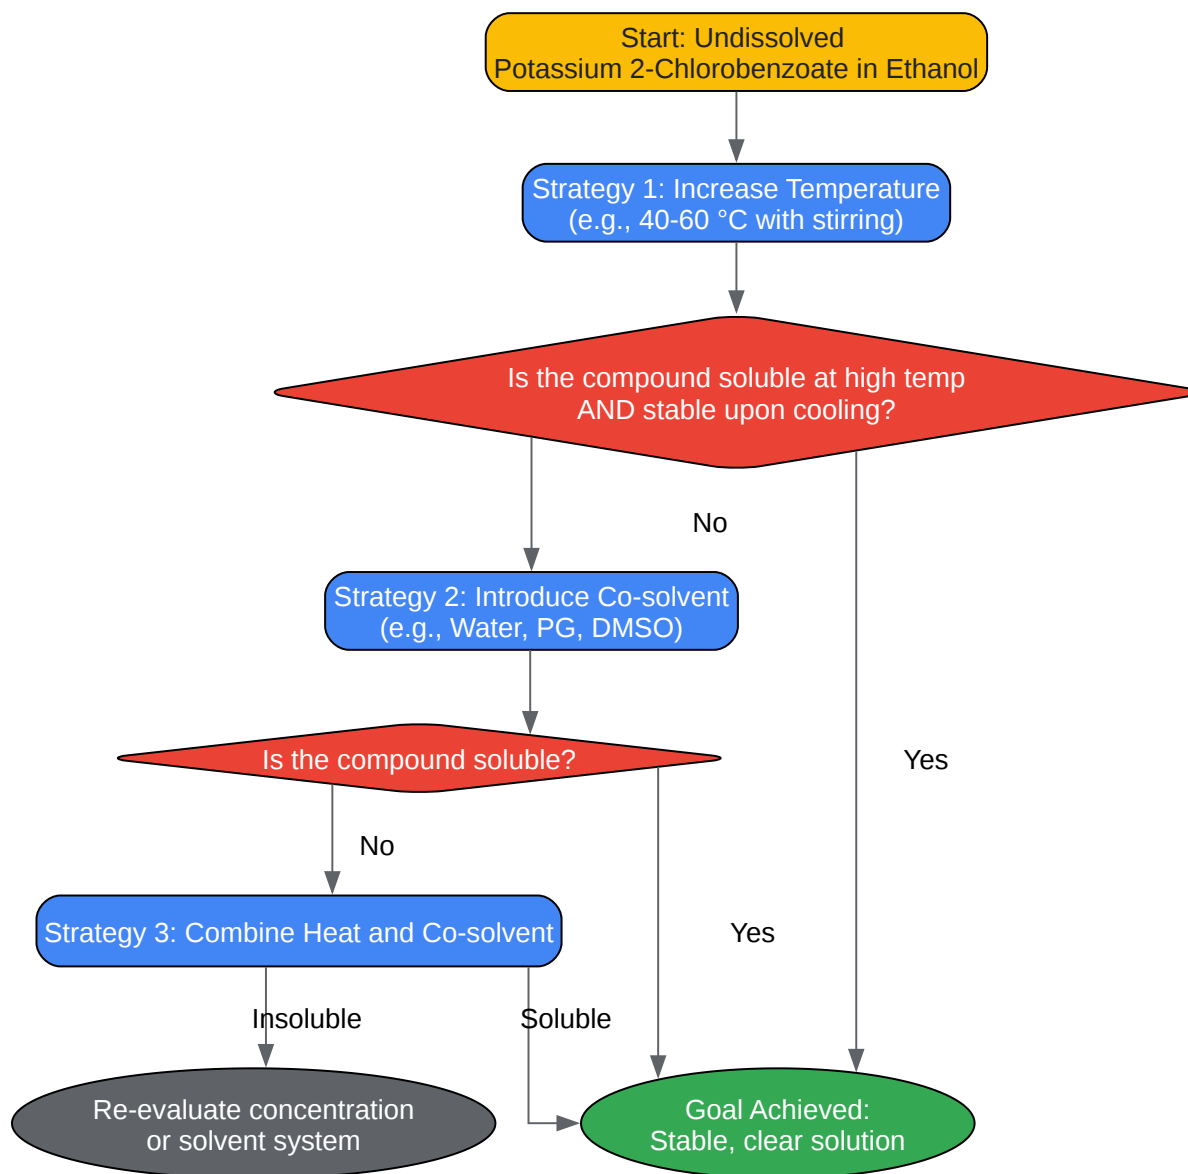 Start: Undissolved
Potassium 2-Chlorobenzoate in Ethanol
Strategy 1: Increase Temperature
(e.g., 40-60 °C with stirring)
Is the compound soluble at high temp
AND stable upon cooling?
No
Strategy 2: Introduce Co-solvent
(e.g., Water, PG, DMSO)
Is the compound soluble?
Yes
No
Strategy 3: Combine Heat and Co-solvent
Yes
Insoluble
Soluble
Re-evaluate concentration
or solvent system
Goal Achieved:
Stable, clear solution